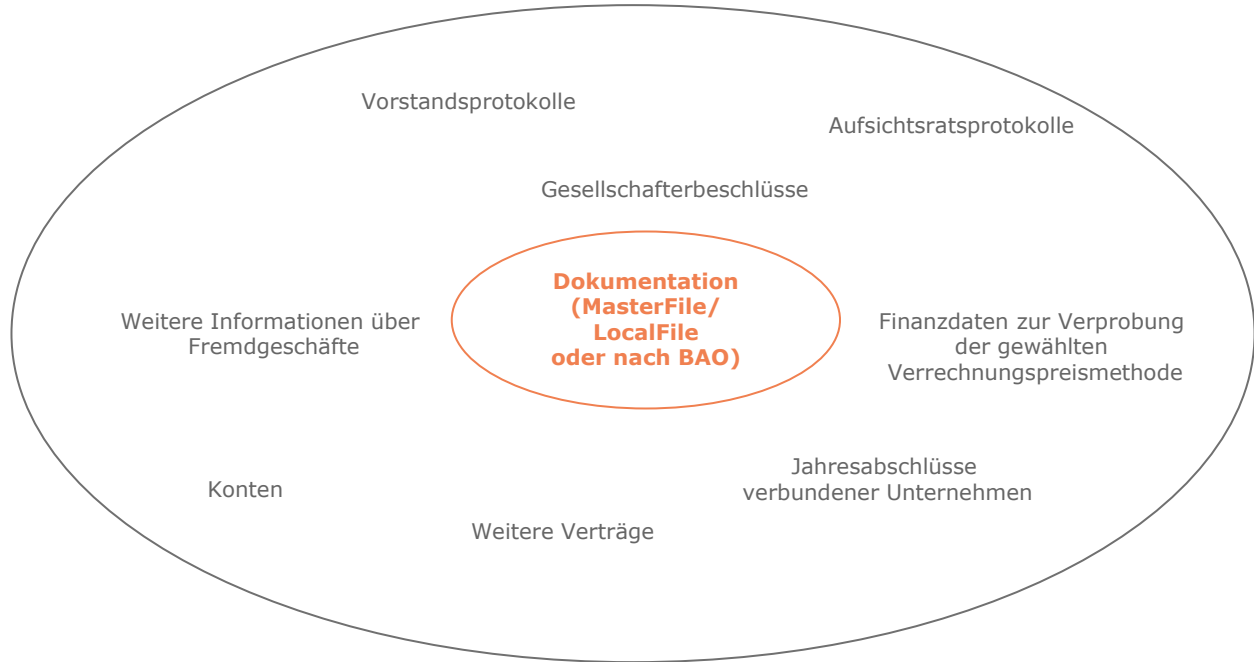 Vorstandsprotokolle
Aufsichtsratsprotokolle
Gesellschafterbeschlüsse
Dokumentation
(MasterFile/
LocalFile
oder nach BAO)
Weitere Informationen über
Fremdgeschäfte
Finanzdaten zur Verprobung
der gewählten
Verrechnungspreismethode
Jahresabschlüsse
verbundener Unternehmen
Konten
Weitere Verträge